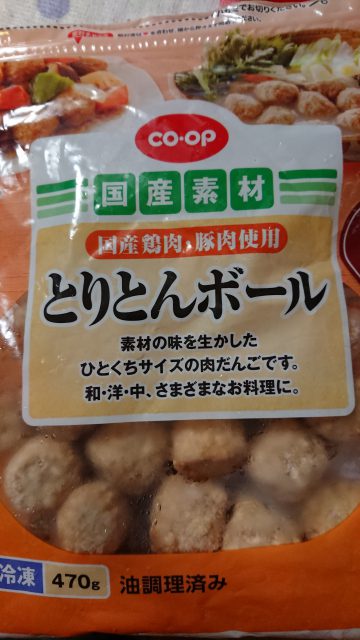 co·op
国産素材
国産鶏肉、豚肉使用
とりとんボール
素材の味を生かした
ひとくちサイズの肉だんごです。
和・洋・中、さまざまなお料理に。
冷凍
470g
油調理済み